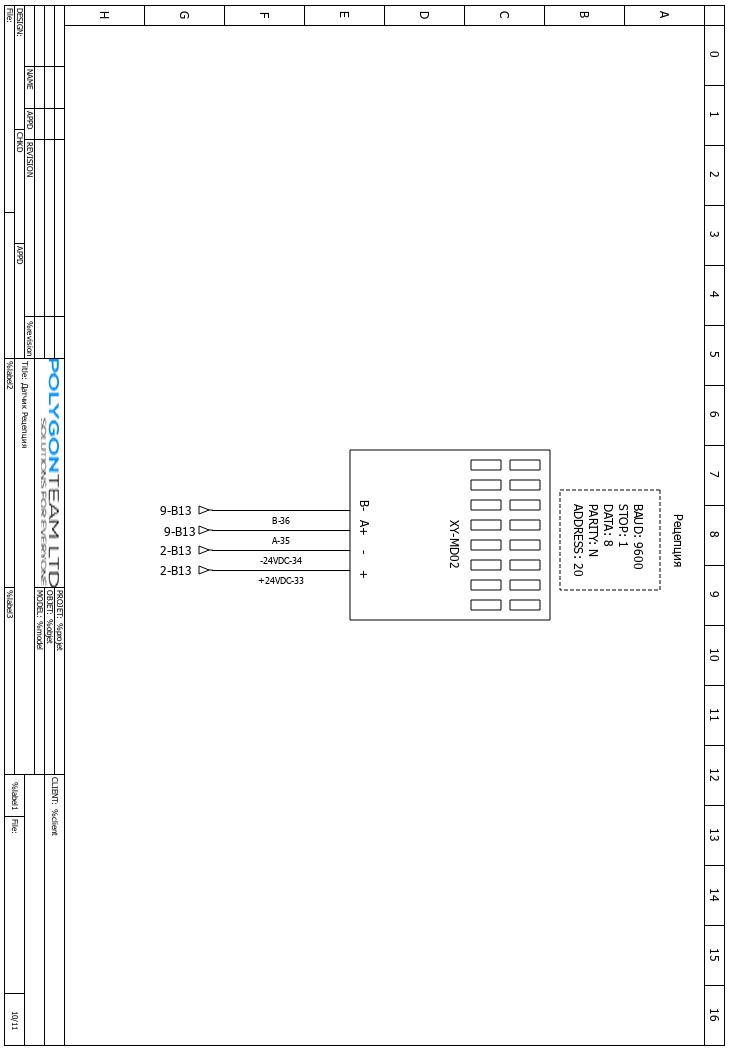 0
1
2
3
4
5
6
7
8
9
10
11
12
13
14
15
16
A
B
C
D
E
F
G
H
Рецепция
BAUD: 9600
STOP: 1
DATA: 8
PARITY: N
ADDRESS: 20
XY-MD02
B-
A+
-
+
B-36
A-35
-24VDC-34
+24VDC-33
9-B13
9-B13
2-B13
2-B13
NAME
APPD
REVISION
%revision
DESIGN:
CHKD
APPD
File:
POLYGONTEAM LTD
SOLUTIONS FOR EVERYONE
Title: Датчик Рецепция
%label2
PROJET: %projet
OBJET: %objet
MODEL: %model
%label3
CLIENT: %client
%label1
File:
10/11